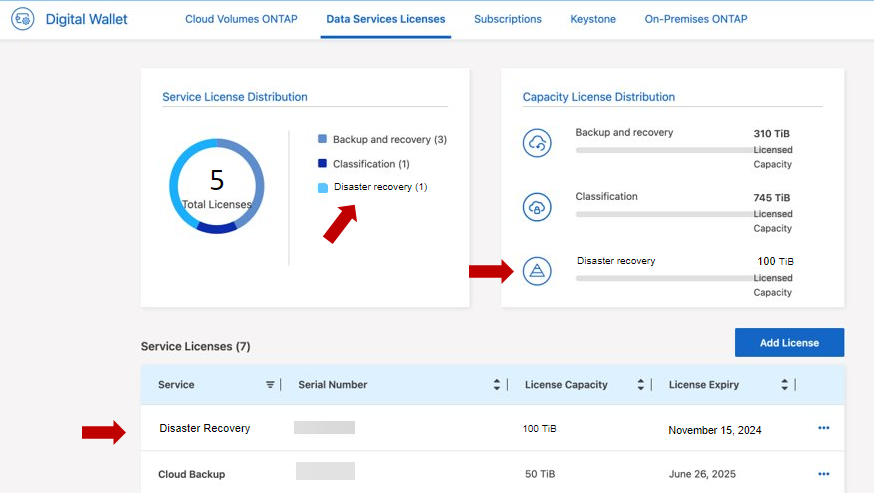 Digital Wallet
Cloud Volumes ONTAP
Data Services Licenses
Subscriptions
Keystone
On-Premises ONTAP
Service License Distribution
5
Total Licenses
Backup and recovery (3)
Classification (1)
Disaster recovery (1)
Capacity License Distribution
Backup and recovery
310 TiB
Licensed
Capacity
Classification
745 TiB
Licensed
Capacity
Disaster recovery
100 TiB
Licensed
Capacity
Service Licenses (7)
Add License
Service
Serial Number
License Capacity
License Expiry
Disaster Recovery
100 TiB
November 15, 2024
Cloud Backup
50 TiB
June 26, 2025